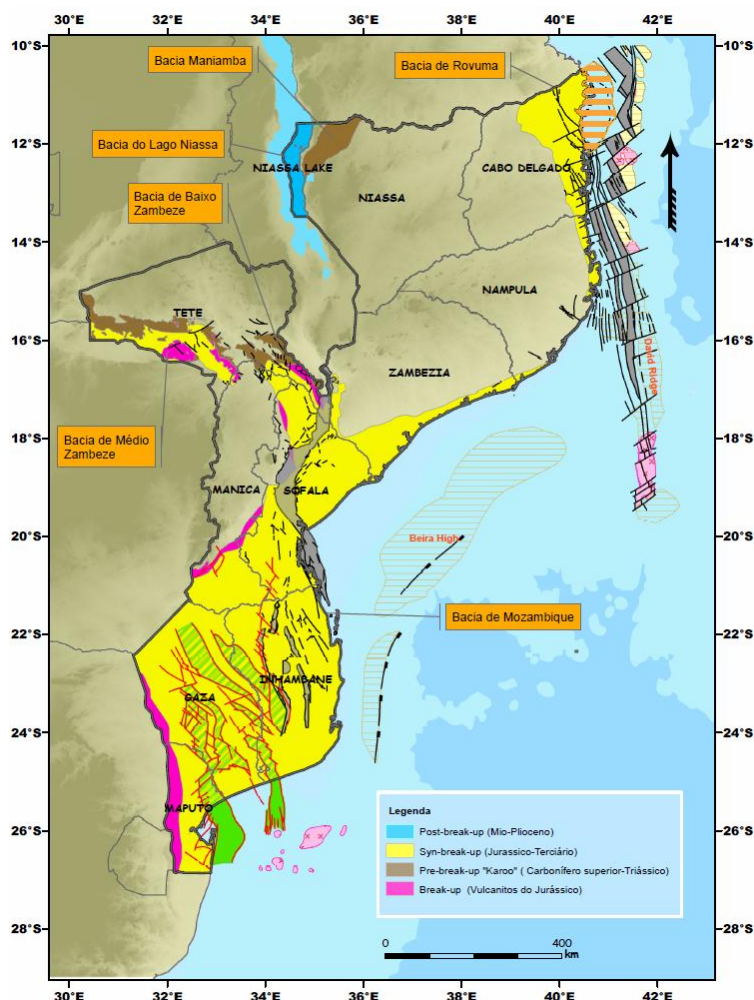 30°E 32°E 34°E 36°E 38°E 40°E 42°E
10°S 10°S
Bacia Maniamba
Bacia de Rovuma
12°S 12°S
Bacia do Lago Niassa
NIASSA LAKE
CABO DELGADO
NIASSA
Bacia de Baixo
Zambeze
14°S 14°S
NAMPULA
TETE
16°S 16°S
David Ridge
ZAMBEZIA
18°S 18°S
Bacia de Médio
Zambeze
MANICA
SOFALA
20°S 20°S
Beira High
Bacia de Mozambique
22°S 22°S
INHAMBANE
GAZA
24°S 24°S
MAPUTO
26°S 26°S
Legenda
Post-break-up (Mio-Plioceno)
Syn-break-up (Jurassico-Terciário)
Pre-break-up "Karoo" ( Carbonífero superior-Triássico)
Break-up (Vulcanitos do Jurássico)
28°S 28°S
0 400
km
30°E 32°E 34°E 36°E 38°E 40°E 42°E